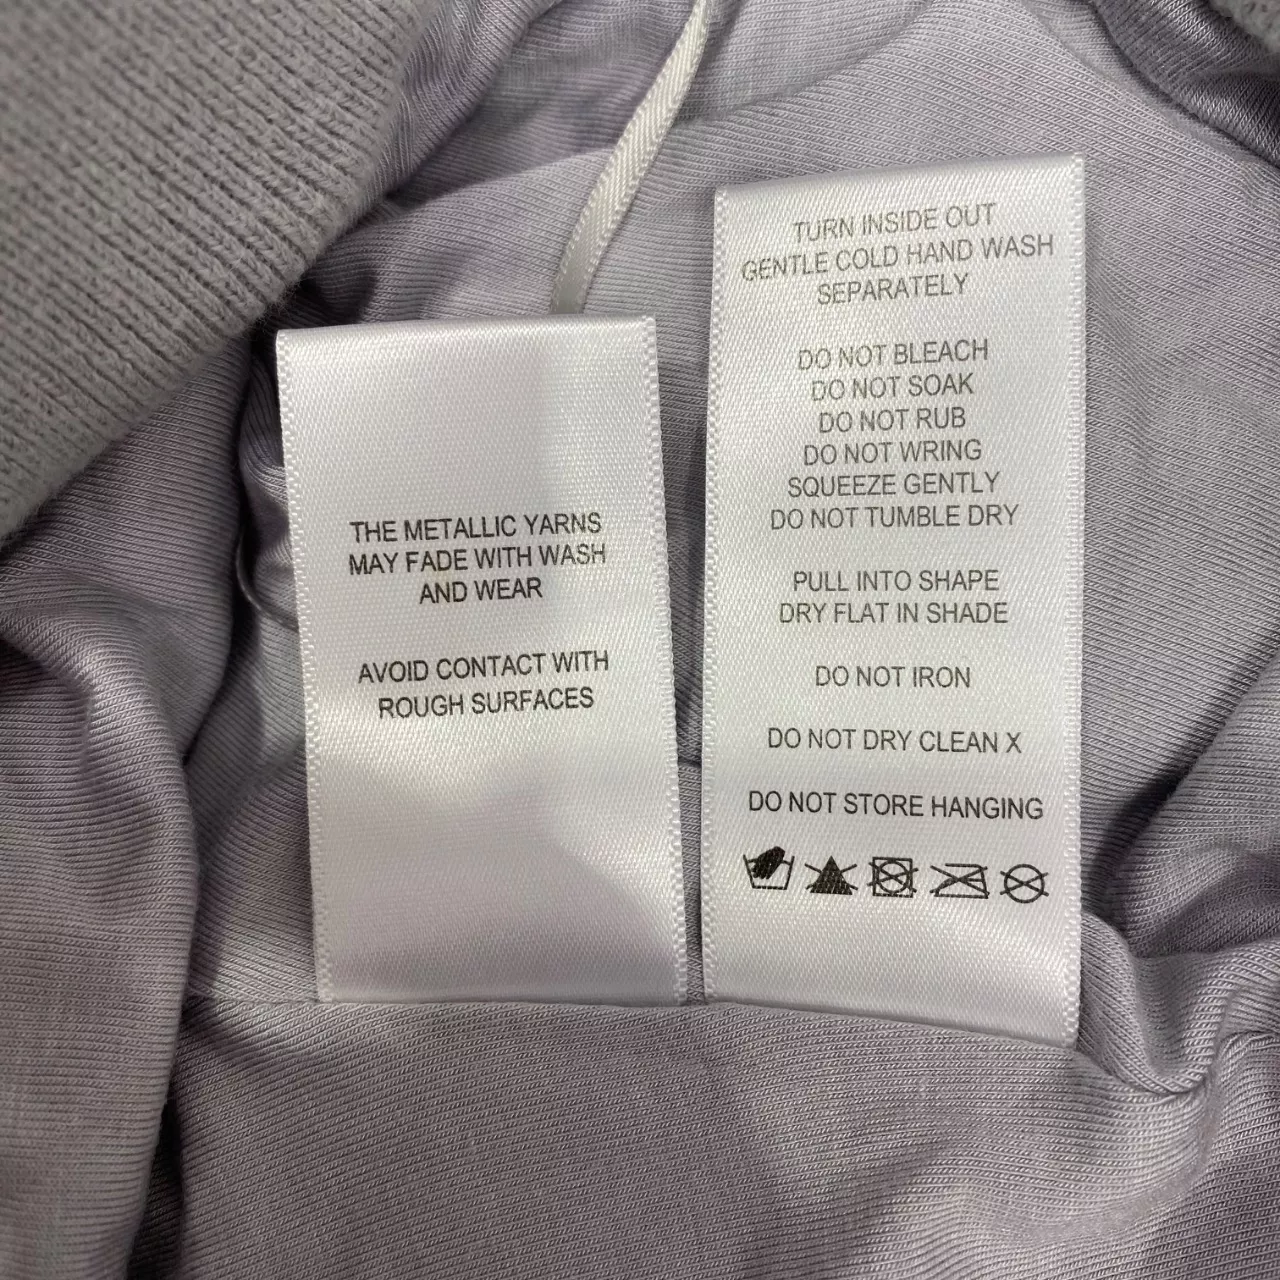 THE METALLIC YARNS
MAY FADE WITH WASH
AND WEAR
AVOID CONTACT WITH
ROUGH SURFACES
TURN INSIDE OUT
GENTLE COLD HAND WASH
SEPARATELY
DO NOT BLEACH
DO NOT SOAK
DO NOT RUB
DO NOT WRING
SQUEEZE GENTLY
DO NOT TUMBLE DRY
PULL INTO SHAPE
DRY FLAT IN SHADE
DO NOT IRON
DO NOT DRY CLEAN X
DO NOT STORE HANGING